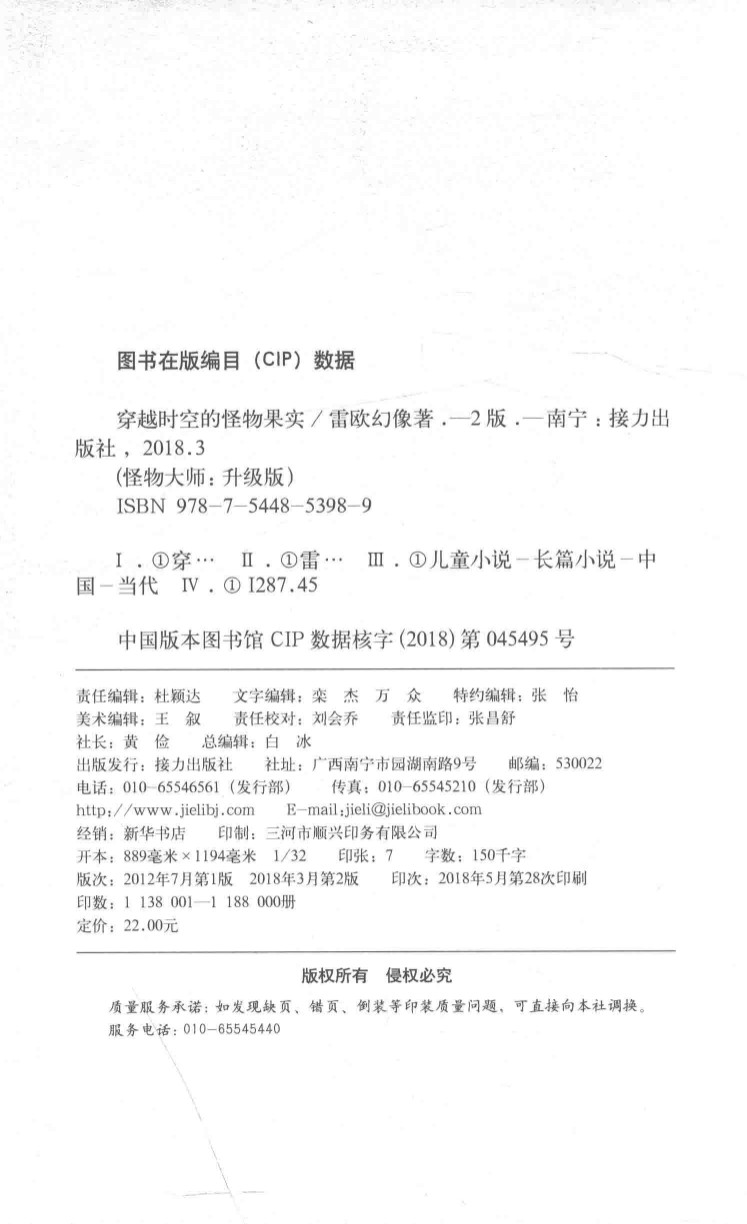 图书在版编目（CIP）数据
穿越时空的怪物果实／雷欧幻像著．—2版．—南宁：接力出
版社，2018.3
(怪物大师：升级版)
ISBN 978-7-5448-5398-9
Ⅰ．①穿… Ⅱ．①雷… Ⅲ．①儿童小说－长篇小说－中
国－当代 Ⅳ．①I287.45
中国版本图书馆CIP数据核字(2018)第045495号
责任编辑：杜颖达 文字编辑：栾 杰 万 众 特约编辑：张 怡
美术编辑：王 叙 责任校对：刘会乔 责任监印：张昌舒
社长：黄 俭 总编辑：白 冰
出版发行：接力出版社 社址：广西南宁市园湖南路9号 邮编：530022
电话：010-65546561（发行部） 传真：010-65545210（发行部）
http://www.jielibj.com E-mail:jieli@jielibook.com
经销：新华书店 印制：三河市顺兴印务有限公司
开本：889毫米×1194毫米 1/32 印张：7 字数：150千字
版次：2012年7月第1版 2018年3月第2版 印次：2018年5月第28次印刷
印数：1 138 001—1 188 000册
定价：22.00元
版权所有 侵权必究
质量服务承诺：如发现缺页、错页、倒装等印装质量问题，可直接向本社调换。
服务电话：010-65545440